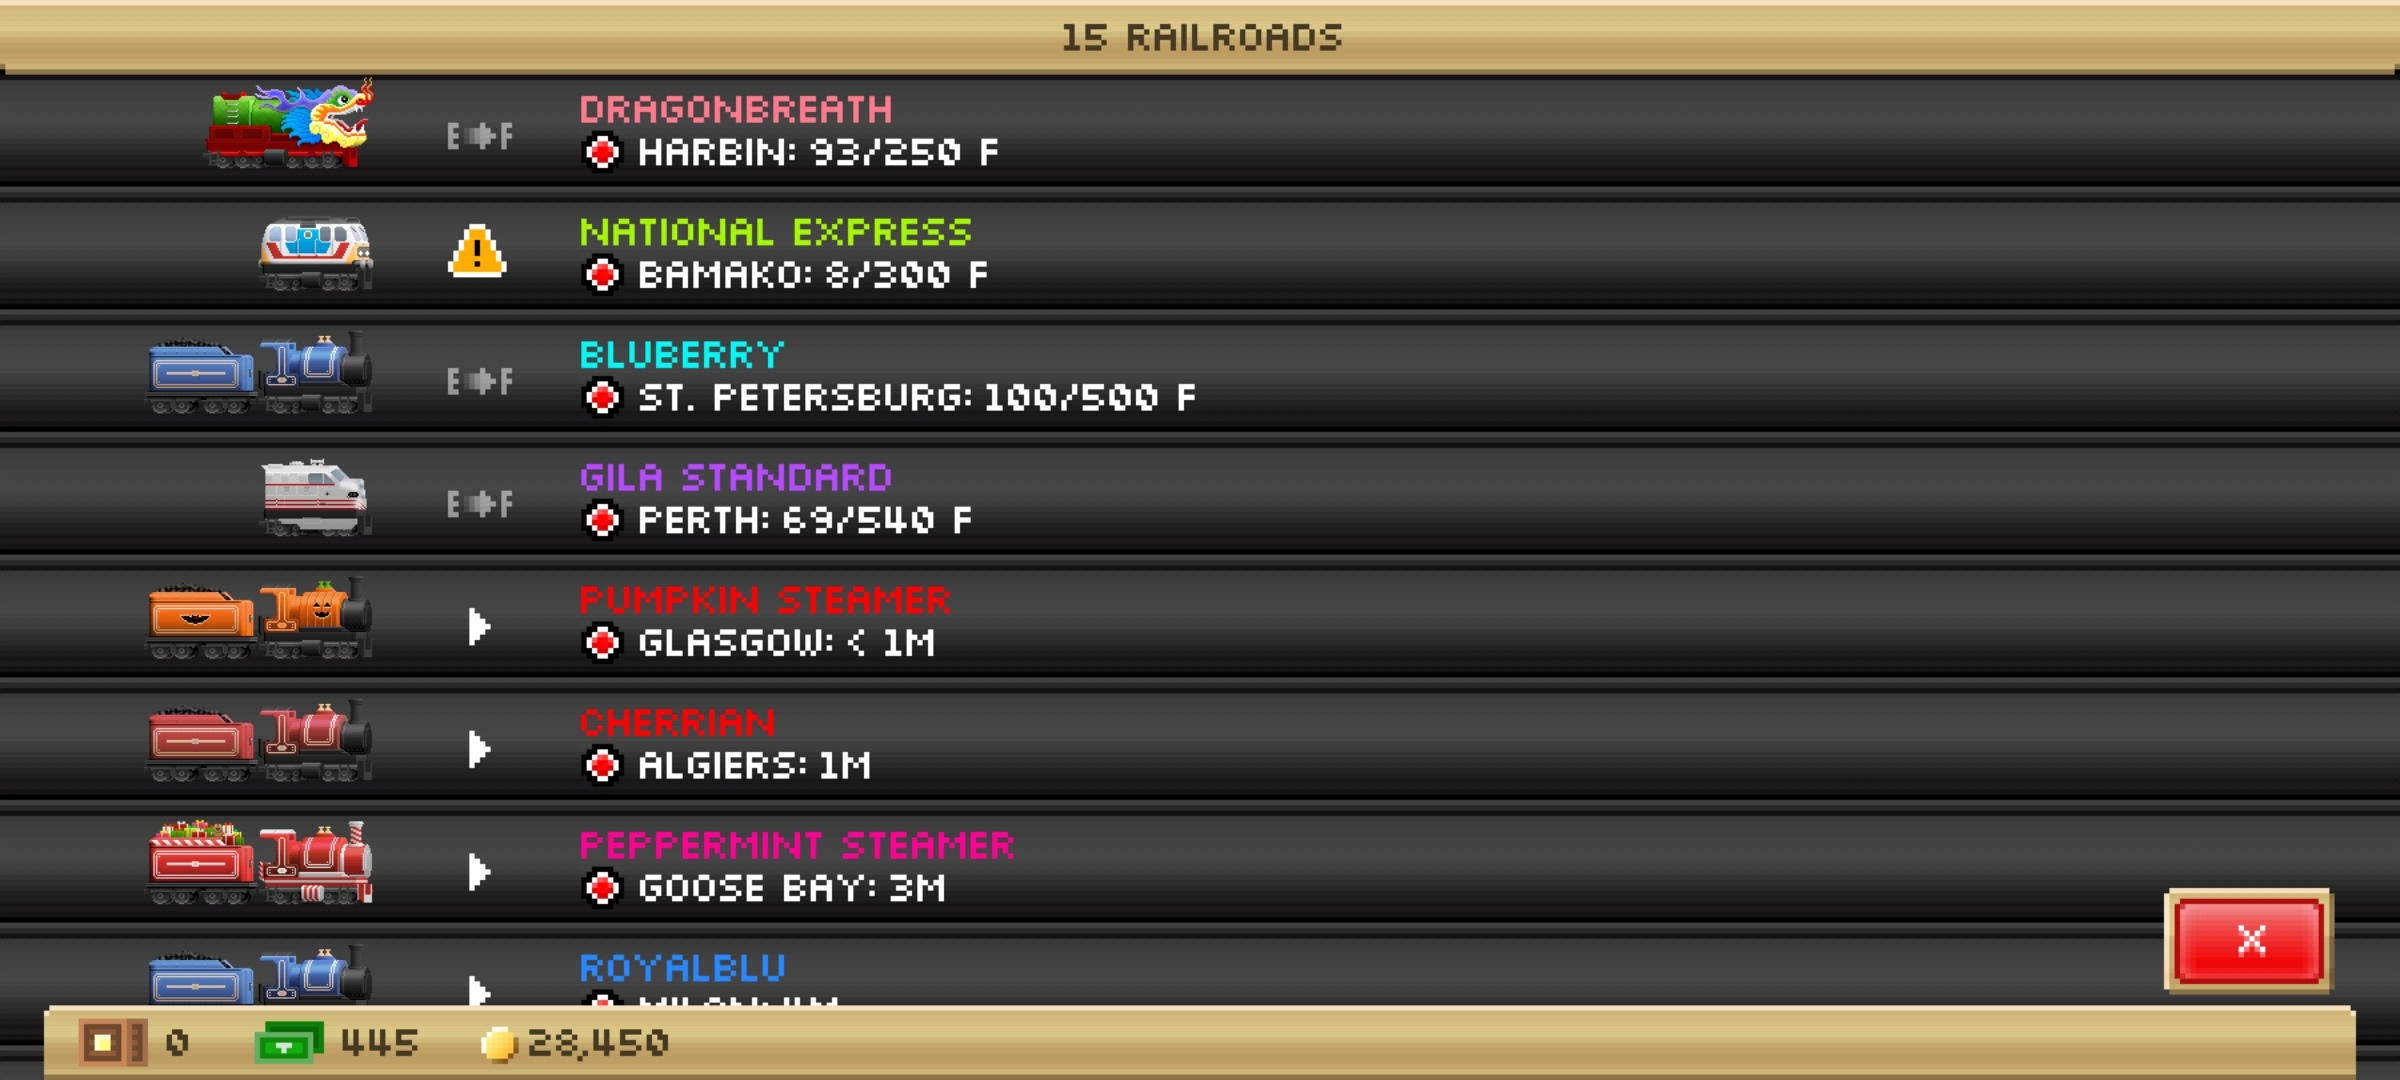 15 RAILROADS
E F
DRAGONBREATH
HARBIN: 93/250 F
!
NATIONAL EXPRESS
BAMAKO: 8/300 F
E F
BLUBERRY
ST. PETERSBURG: 100/500 F
E F
GILA STANDARD
PERTH: 69/540 F
PUMPKIN STEAMER
GLASGOW: < 1M
CHERRIAN
ALGIERS: 1M
PEPPERMINT STEAMER
GOOSE BAY: 3M
X
ROYALBLU
0 445 28,450